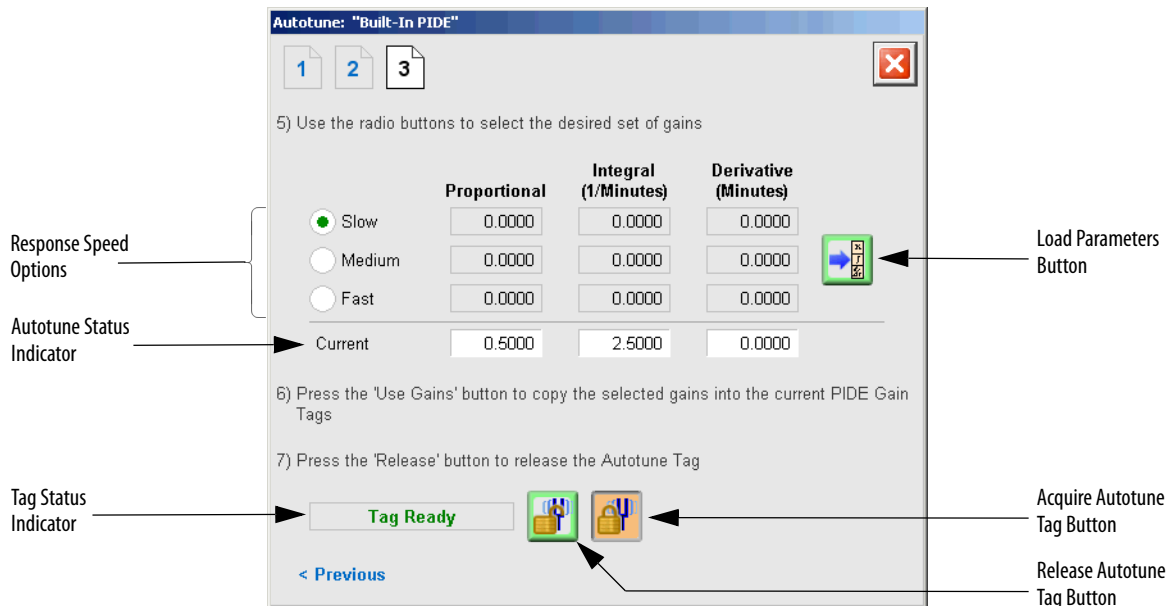 Autotune: "Built-In PIDE"
1 2 3
5) Use the radio buttons to select the desired set of gains
Proportional
Integral
(1/Minutes)
Derivative
(Minutes)
Slow 0.0000 0.0000 0.0000
Medium 0.0000 0.0000 0.0000
Fast 0.0000 0.0000 0.0000
Current 0.5000 2.5000 0.0000
Response Speed
Options
Load Parameters
Button
Autotune Status
Indicator
6) Press the 'Use Gains' button to copy the selected gains into the current PIDE Gain
Tags
7) Press the 'Release' button to release the Autotune Tag
Tag Status
Indicator
Tag Ready
Acquire Autotune
Tag Button
< Previous
Release Autotune
Tag Button